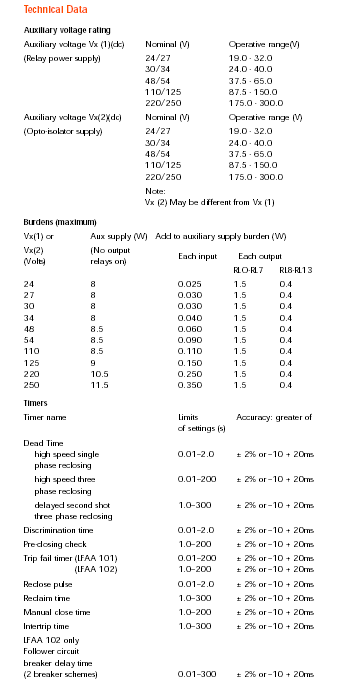 Technical Data
Auxiliary voltage rating
Auxiliary voltage Vx (1)(dc) Nominal (V) Operative range(V)
(Relay power supply) 24/27 19.0 - 32.0
30/34 24.0 - 40.0
48/54 37.5 - 65.0
110/125 87.5 - 150.0
220/250 175.0 - 300.0
Auxiliary voltage Vx(2)(dc) Nominal (V) Operative range (V)
(Opto-isolator supply) 24/27 19.0 - 32.0
30/34 24.0 - 40.0
48/54 37.5 - 65.0
110/125 87.5 - 150.0
220/250 175.0 - 300.0
Note:
Vx (2) May be different from Vx (1)
Burdens (maximum)
Vx(1) or Aux supply (W) Add to auxiliary supply burden (W)
Vx(2) (No output Each input Each output
(Volts) relays on) RLO-RL7 RL8-RL13
24 8 0.025 1.5 0.4
27 8 0.030 1.5 0.4
30 8 0.030 1.5 0.4
34 8 0.040 1.5 0.4
48 8.5 0.060 1.5 0.4
54 8.5 0.090 1.5 0.4
110 8.5 0.110 1.5 0.4
125 9 0.150 1.5 0.4
220 10.5 0.250 1.5 0.4
250 11.5 0.350 1.5 0.4
Timers
Timer name Limits Accuracy: greater of
of settings (s)
Dead Time
high speed single 0.01–2.0 ± 2% or –10 + 20ms
phase reclosing
high speed three 0.01–200 ± 2% or –10 + 20ms
phase reclosing
delayed second shot 1.0–300 ± 2% or –10 + 20ms
three phase reclosing
Discrimination time 0.01–2.0 ± 2% or –10 + 20ms
Pre-closing check 1.0–200 ± 2% or –10 + 20ms
Trip fail timer (LFAA 101) 0.01–200 ± 2% or –10 + 20ms
(LFAA 102) 1.0–200 ± 2% or –10 + 20ms
Reclose pulse 0.01–2.0 ± 2% or –10 + 20ms
Reclaim time 1.0–300 ± 2% or –10 + 20ms
Manual close time 1.0–200 ± 2% or –10 + 20ms
Intertrip time 1.0–300 ± 2% or –10 + 20ms
LFAA 102 only
Follower circuit
breaker delay time
(2 breaker schemes) 0.01–300 ± 2% or –10 + 20ms